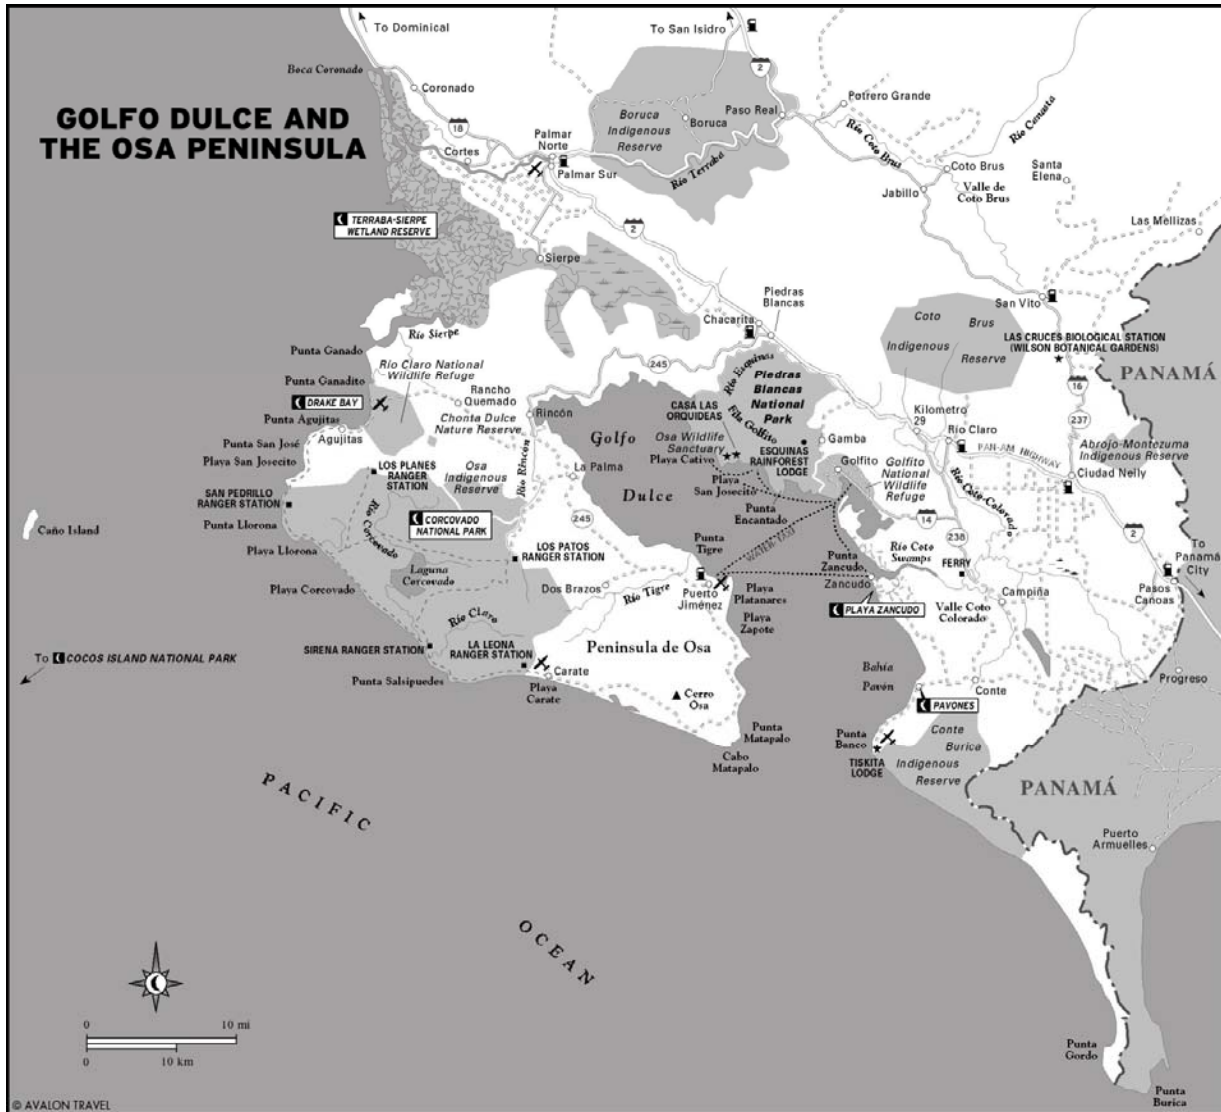 GOLFO DULCE AND
THE OSA PENINSULA
To Dominical
To San Isidro
2
Boca Coronado
Coronado
18
Cortes
Palmar
Norte
Palmar Sur
Boruca
Indigenous
Reserve
Boruca
Paso Real
Potrero Grande
Río Terraba
Río Coto Brus
Río Canasta
Coto Brus
Jabillo
Valle de
Coto Brus
Santa
Elena
Las Mellizas
TERRABA-SIERPE
WETLAND RESERVE
Sierpe
2
Piedras
Blancas
Chacarita
San Vito
Coto
Brus
Indigenous
Reserve
LAS CRUCES BIOLOGICAL STATION
(WILSON BOTANICAL GARDENS)
PANAMÁ
16
237
Río Sierpe
Punta Ganado
Río Claro National
Wildlife Refuge
Punta Ganadito
DRAKE BAY
Rancho
Quemado
Punta Agujitas
Agujitas
Chonta Dulce
Nature Reserve
Rincón
245
Río Esquinas
Piedras
Blancas
National
Park
CASA LAS
ORQUIDEAS
Fila Golfito
Golfo
Dulce
Osa Wildlife
Sanctuary
Playa Cativo
ESQUINAS
RAINFOREST
LODGE
Gamba
Kilometro
29
Río Claro
PAN-AM HIGHWAY
Abrojo-Montezuma
Indigenous Reserve
Ciudad Nelly
Punta San José
Playa San Josecito
LOS PLANES
RANGER
STATION
Osa
Indigenous
Reserve
Río Rincon
La Palma
Playa
San Josecito
Golfito
Golfito
National
Wildlife
Refuge
SAN PEDRILLO
RANGER STATION
Punta Llorona
Río
Corcovado
CORCOVADO
NATIONAL PARK
245
Punta
Encantado
14
Río Coto-Colorado
2
Caño Island
Playa Llorona
LOS PATOS
RANGER STATION
Punta
Tigre
WATER-TAXI
Punta
Zancudo
Río Coto
Swamps
238
FERRY
To
Panamá
City
Laguna
Corcovado
Playa Corcovado
Dos Brazos
Río Tigre
Puerto
Jiménez
Playa
Platanares
Zancudo
Pasos
Canoas
PLAYA ZANCUDO
Valle Coto
Colorado
Campiña
Playa
Zapote
Río Claro
SIRENA RANGER STATION
LA LEONA
RANGER STATION
Península de Osa
To COCOS ISLAND NATIONAL PARK
Punta Salsipuedes
Carate
Playa
Carate
Cerro
Osa
Bahía
Pavón
Conte
Progreso
PAVONES
Punta
Matapalo
Cabo
Matapalo
Punta
Banco
TISKITA
LODGE
Conte
Burica
Indigenous
Reserve
PANAMÁ
Puerto
Armuelles
PACIFIC
OCEAN
0
10 mi
0
10 km
Punta
Gordo
Punta
Burica
© AVALON TRAVEL